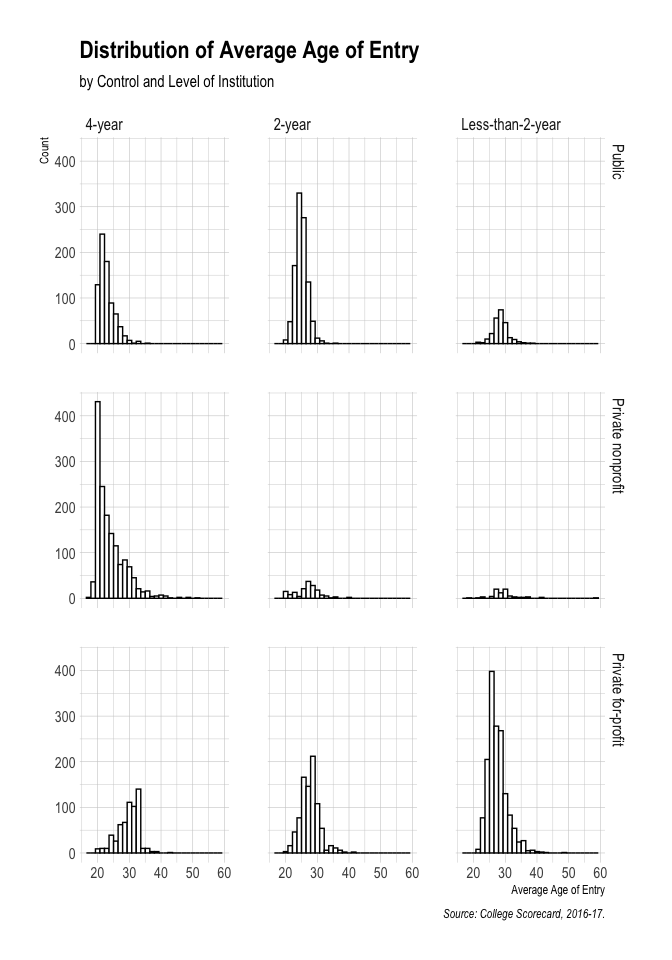 Distribution of Average Age of Entry
by Control and Level of Institution
4-year 2-year Less-than-2-year
Count
Public
400
300
200
100
0
Private nonprofit
400
300
200
100
0
Private for-profit
400
300
200
100
0
20 30 40 50 60 20 30 40 50 60 20 30 40 50 60
Average Age of Entry
Source: College Scorecard, 2016-17.